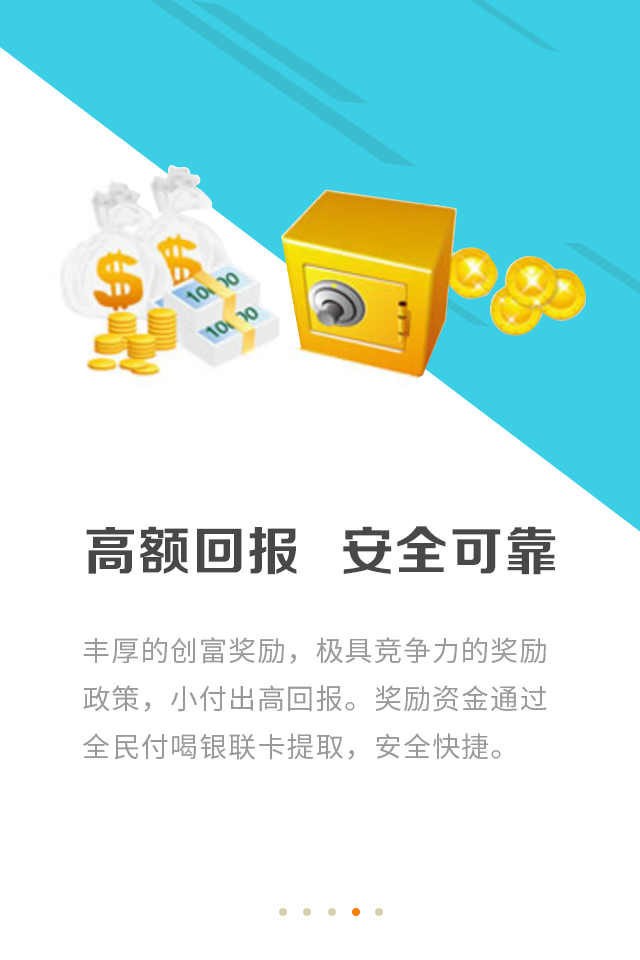 $
$
100
100
高额回报 安全可靠
丰厚的创富奖励，极具竞争力的奖励
政策，小付出高回报。奖励资金通过
全民付喝银联卡提取，安全快捷。